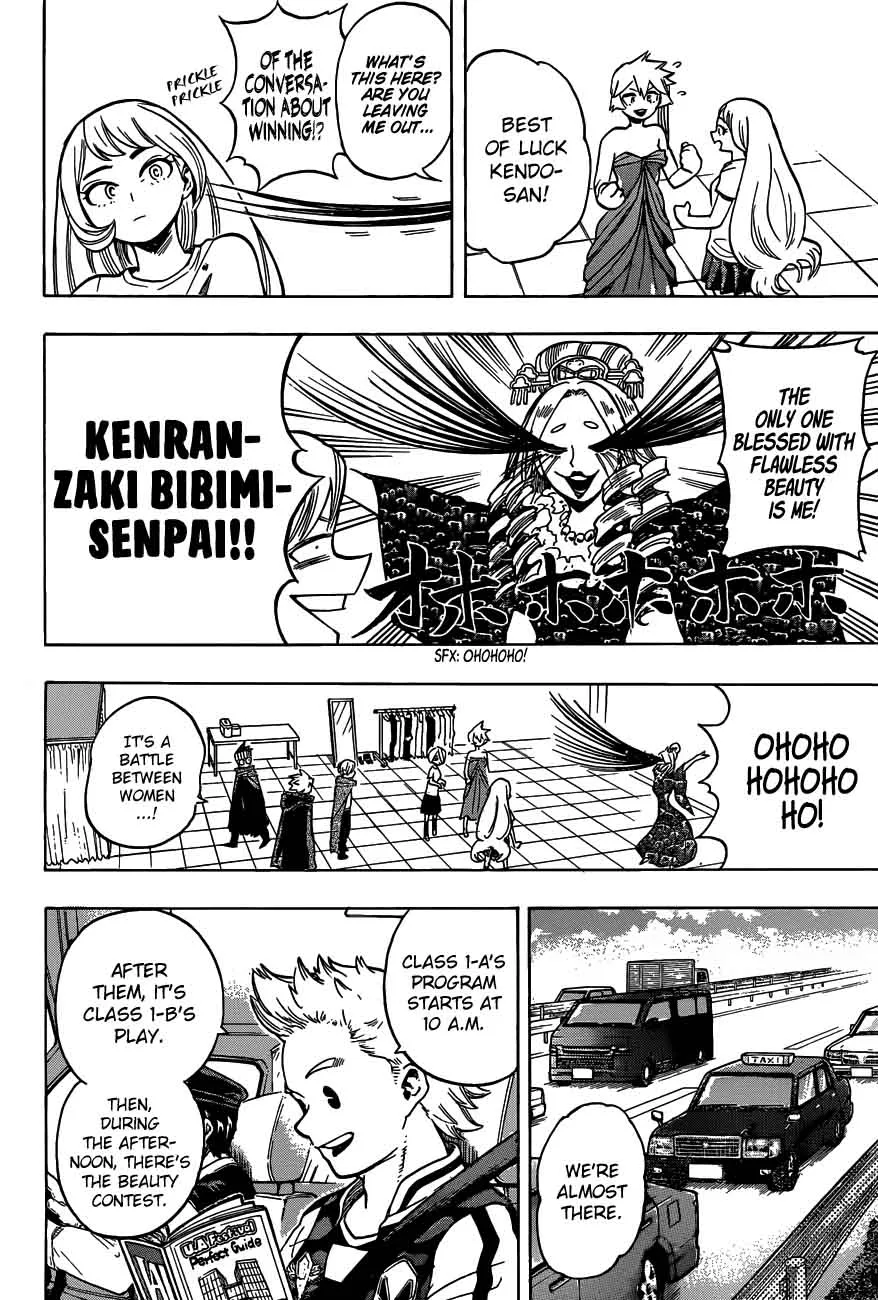 BEST
OF LUCK
KENDO-
SAN!
WHAT'S
THIS HERE?
ARE YOU
LEAVING
ME OUT...
OF THE
CONVERSA-
TION ABOUT
WINNING!?
PRICKLE
PRICKLE
THE
ONLY ONE
BLESSED WITH
FLAWLESS
BEAUTY
IS ME!
オホホホホホ
SFX: OHOHOHO!
KENRAN-
ZAKI BIBIMI-
SENPAI!!
OHOHO
HOHOHO
HO!
IT'S A
BATTLE
BETWEEN
WOMEN
...!
TAXI
WE'RE
ALMOST
THERE.
CLASS 1-A'S
PROGRAM
STARTS AT
10 A.M.
AFTER
THEM, IT'S
CLASS 1-B'S
PLAY.
THEN,
DURING
THE AFTER-
NOON, THERE'S
THE BEAUTY
CONTEST.
UA Festival
Perfect Guide
A